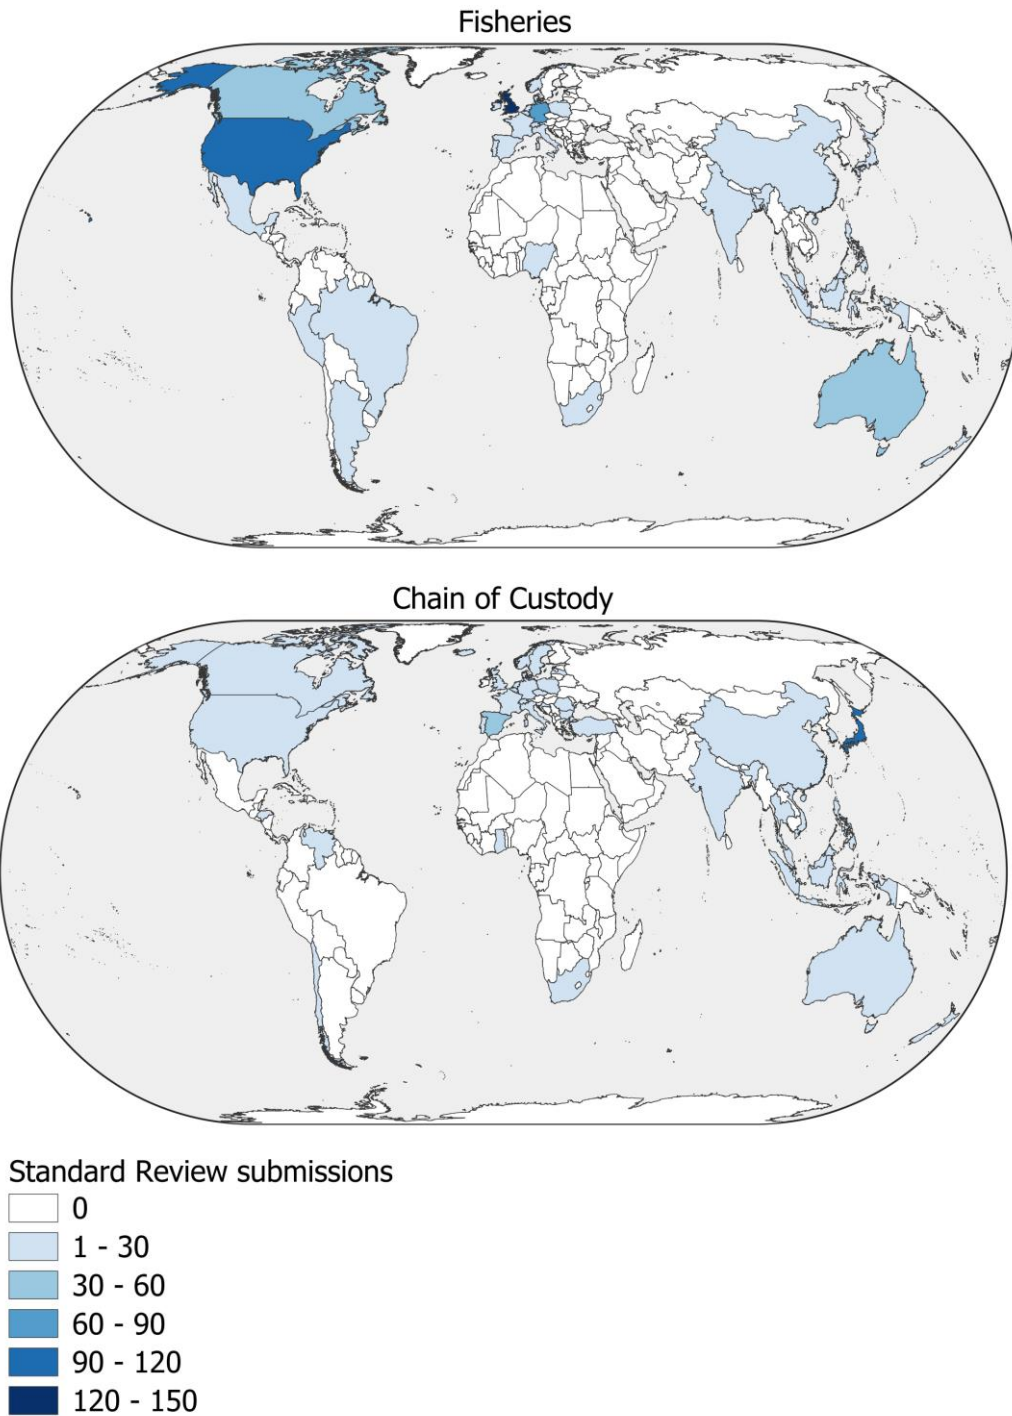 Fisheries
Chain of Custody
Standard Review submissions
0
1 - 30
30 - 60
60 - 90
90 - 120
120 - 150